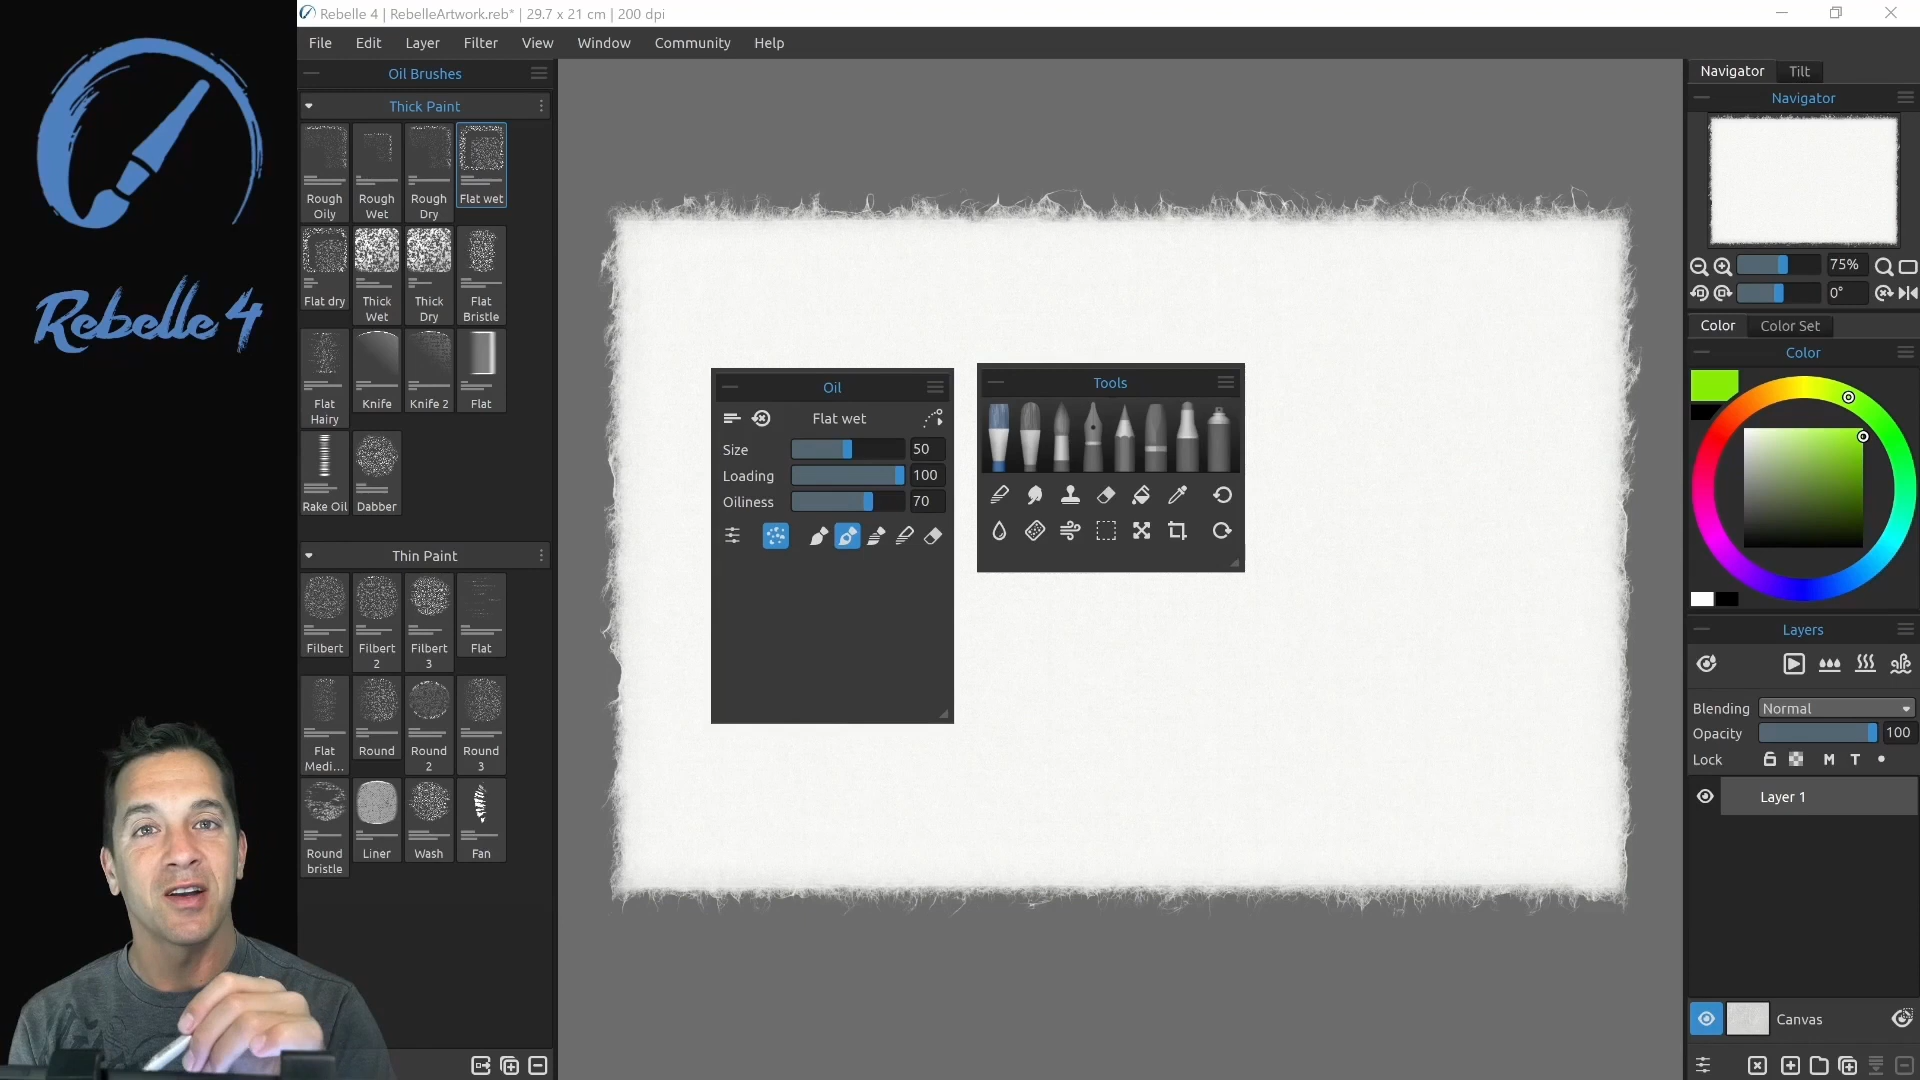 Rebelle 4 | RebelleArtwork.reb* | 29.7 x 21 cm | 200 dpi
File Edit Layer Filter View Window Community Help
Rebelle 4
Oil Brushes
Thick Paint
Rough Oily
Rough Wet
Rough Dry
Flat wet
Flat dry
Thick Wet
Thick Dry
Flat Bristle
Flat Hairy
Knife
Knife 2
Flat
Rake Oil
Dabber
Thin Paint
Filbert
Filbert 2
Filbert 3
Flat
Flat Medi...
Round
Round 2
Round 3
Round bristle
Liner
Wash
Fan
Oil
Flat wet
Size 50
Loading 100
Oiliness 70
Tools
Navigator Tilt
Navigator
75%
0°
Color Color Set
Color
Layers
Blending Normal
Opacity 100
Lock M T
Layer 1
Canvas